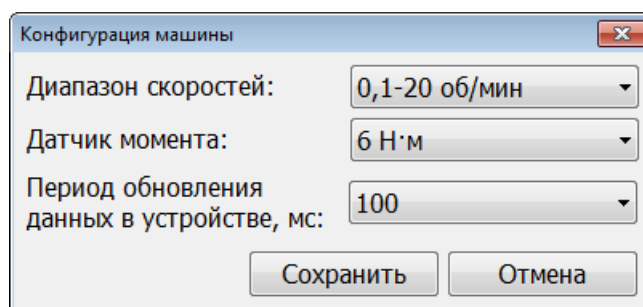 Конфигурация машины
Диапазон скоростей:
0,1-20 об/мин
Датчик момента:
6 Н·м
Период обновления
данных в устройстве, мс:
100
Сохранить
Отмена